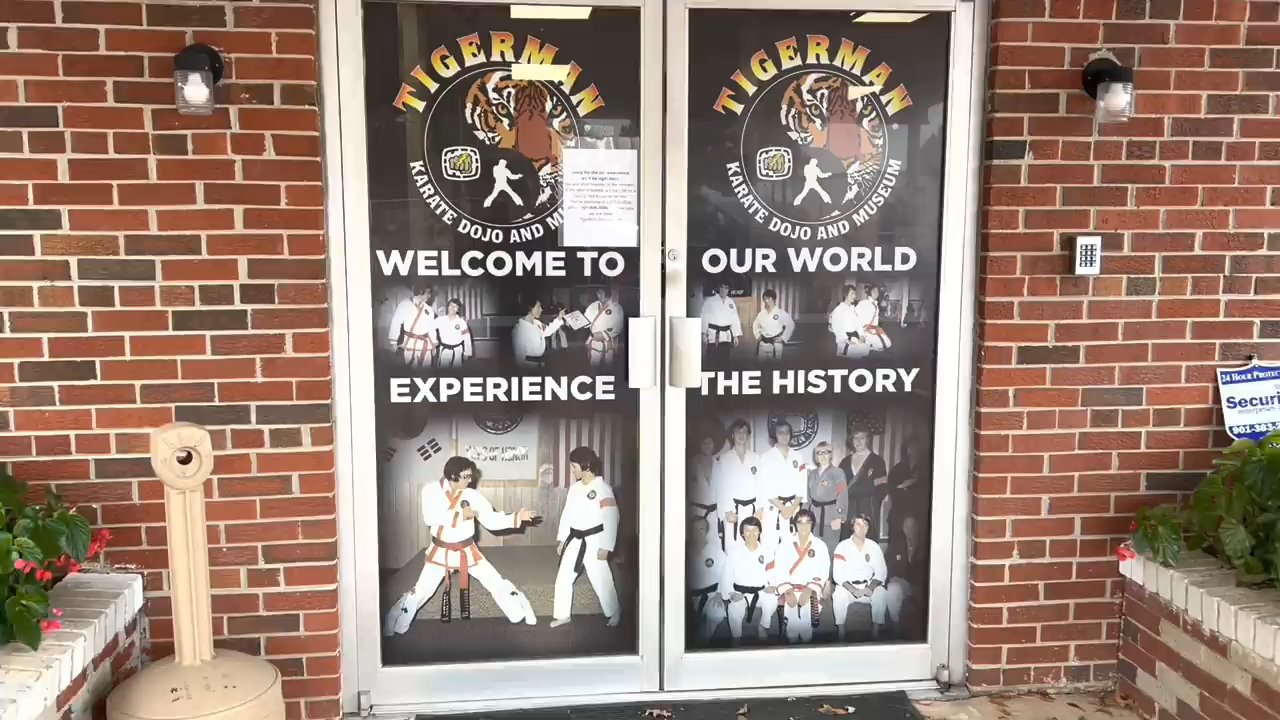 TIGERMAN
KARATE DOJO AND MU
WELCOME TO
EXPERIENCE
TIGERMAN
KARATE DOJO AND MUSEUM
OUR WORLD
THE HISTORY
24 HOUR PROTEC
Securi
901-383-